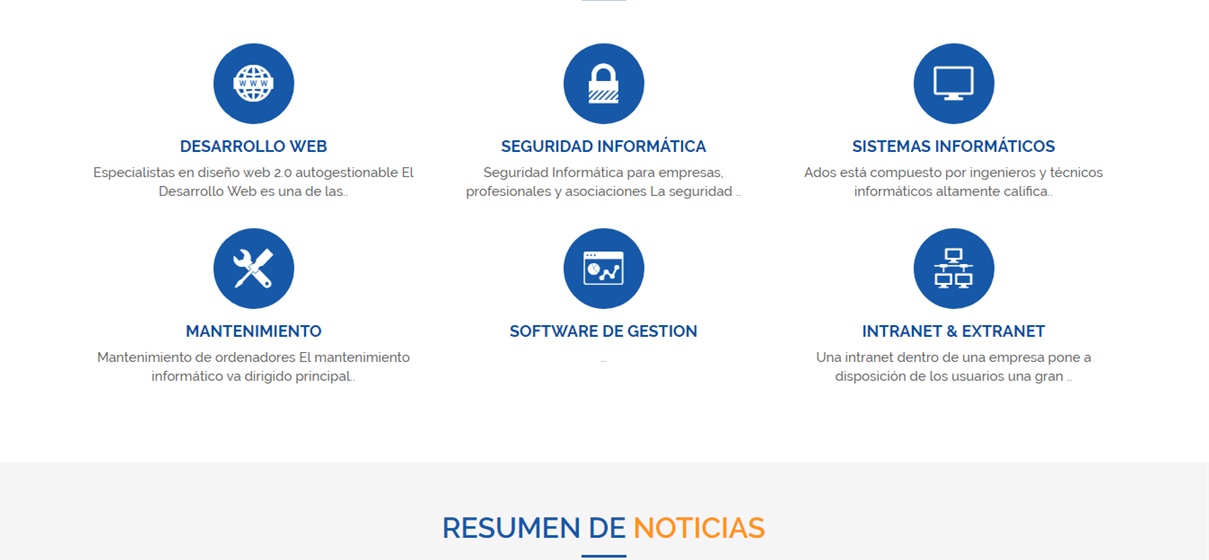 WWW
DESARROLLO WEB
Especialistas en diseño web 2.0 autogestionable El
Desarrollo Web es una de las..
SEGURIDAD INFORMÁTICA
Seguridad Informática para empresas,
profesionales y asociaciones La seguridad ..
SISTEMAS INFORMÁTICOS
Ados está compuesto por ingenieros y técnicos
informáticos altamente califica..
MANTENIMIENTO
Mantenimiento de ordenadores El mantenimiento
informático va dirigido principal..
SOFTWARE DE GESTION
..
INTRANET & EXTRANET
Una intranet dentro de una empresa pone a
disposición de los usuarios una gran ..
RESUMEN DE NOTICIAS